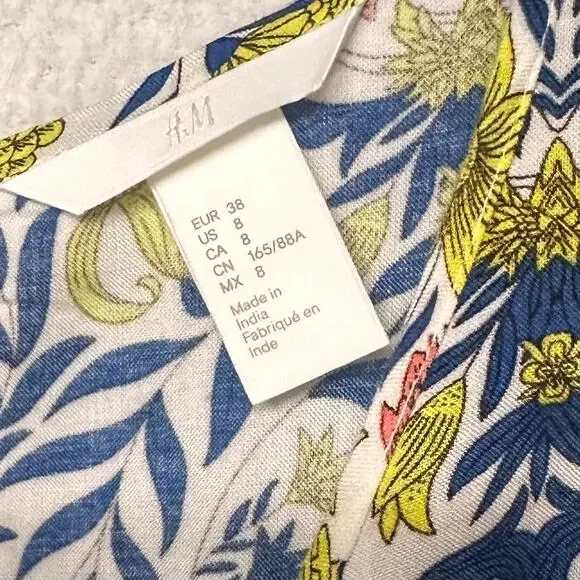 H&M
EUR 38
US 8
CA 8
CN 165/88A
MX 8
Made in
India
Fabriqué en
Inde